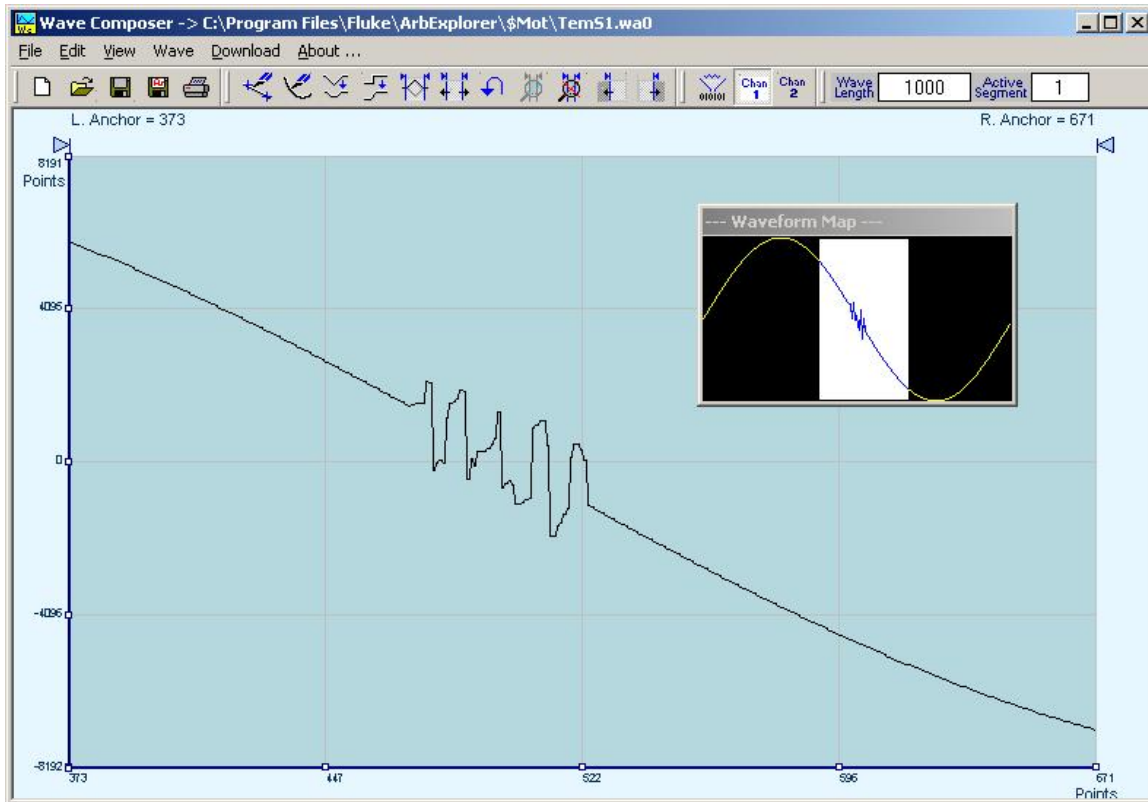 Wave Composer -> C:\Program Files\Fluke\ArbExplorer\$Mot\TemS1.wa0
File Edit View Wave Download About ...
010101 Chan 1 Chan 2 Wave Length 1000 Active Segment 1
L. Anchor = 373 R. Anchor = 671
8191
Points
--- Waveform Map ---
4095
0
-4096
-8192
373 447 522 596 671
Points